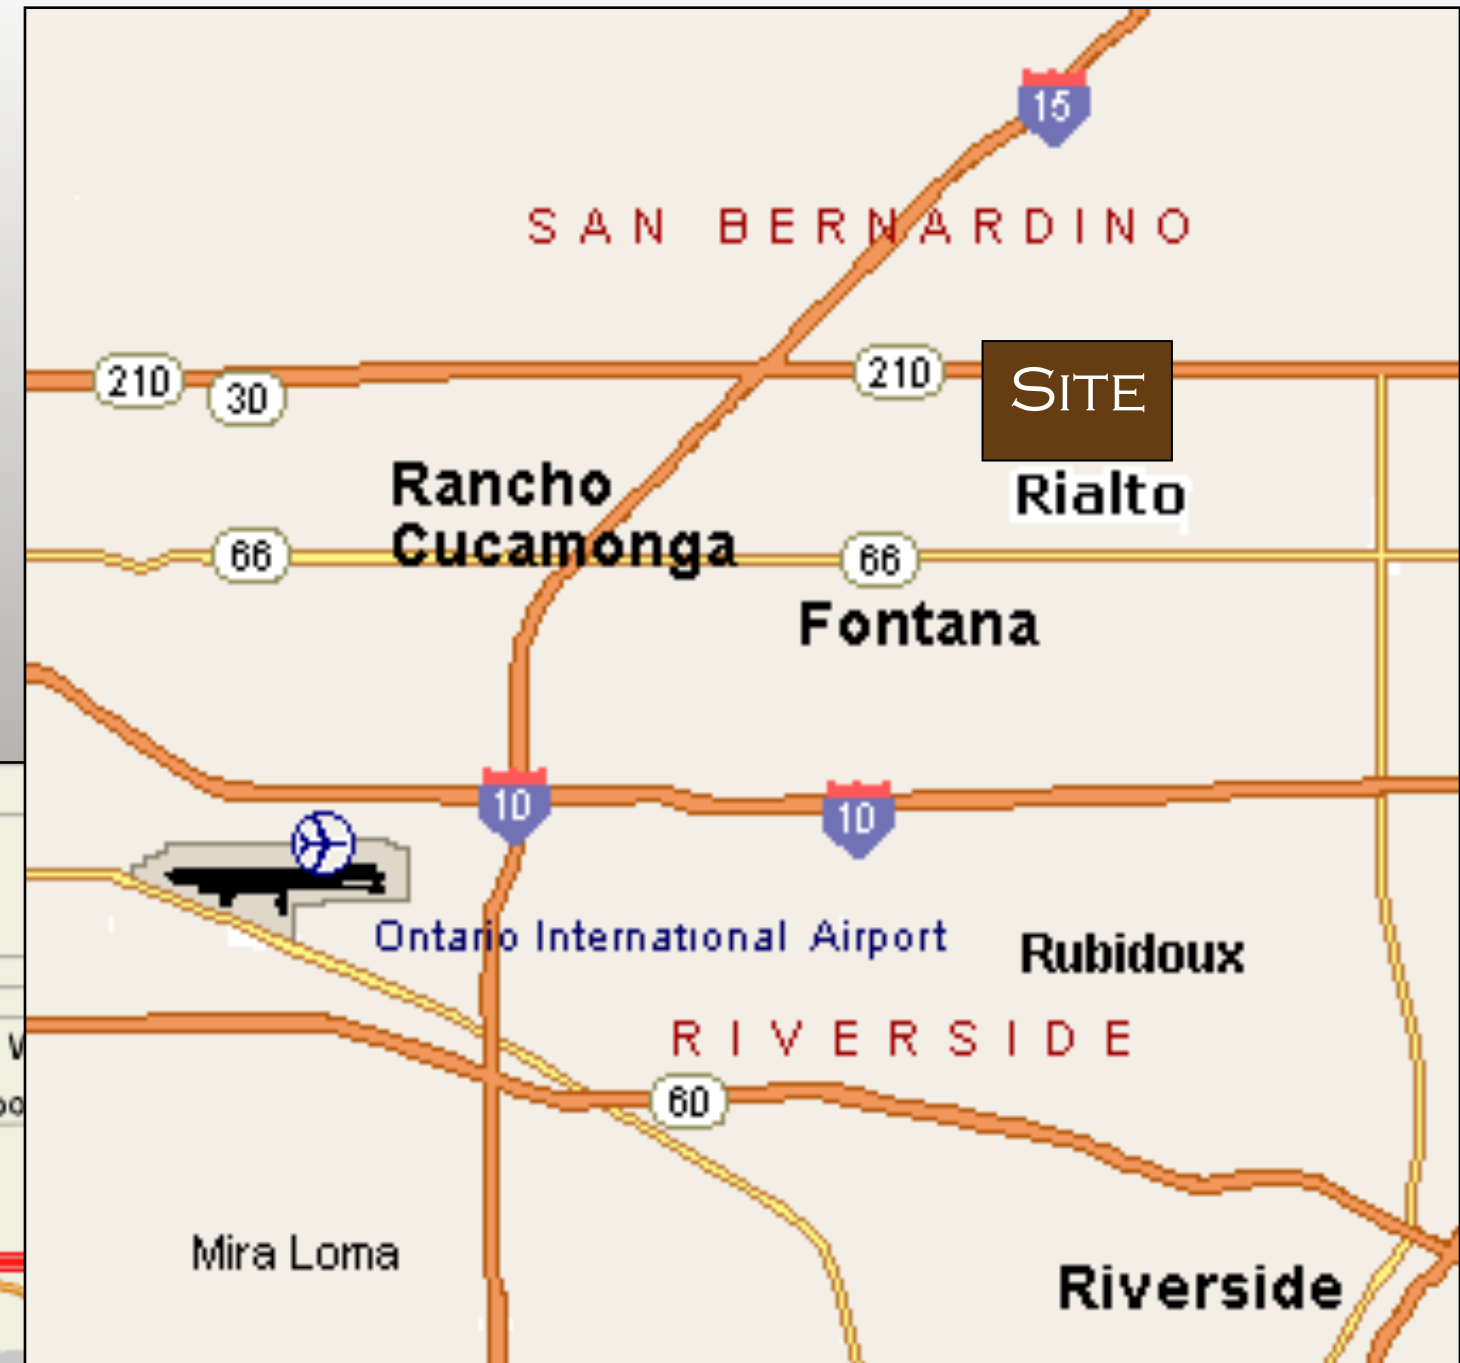 15
SAN BERNARDINO
210
30
210
SITE
Rancho
Cucamonga
Rialto
66
66
Fontana
10
10
Ontario International Airport
Rubidoux
RIVERSIDE
60
Mira Loma
Riverside